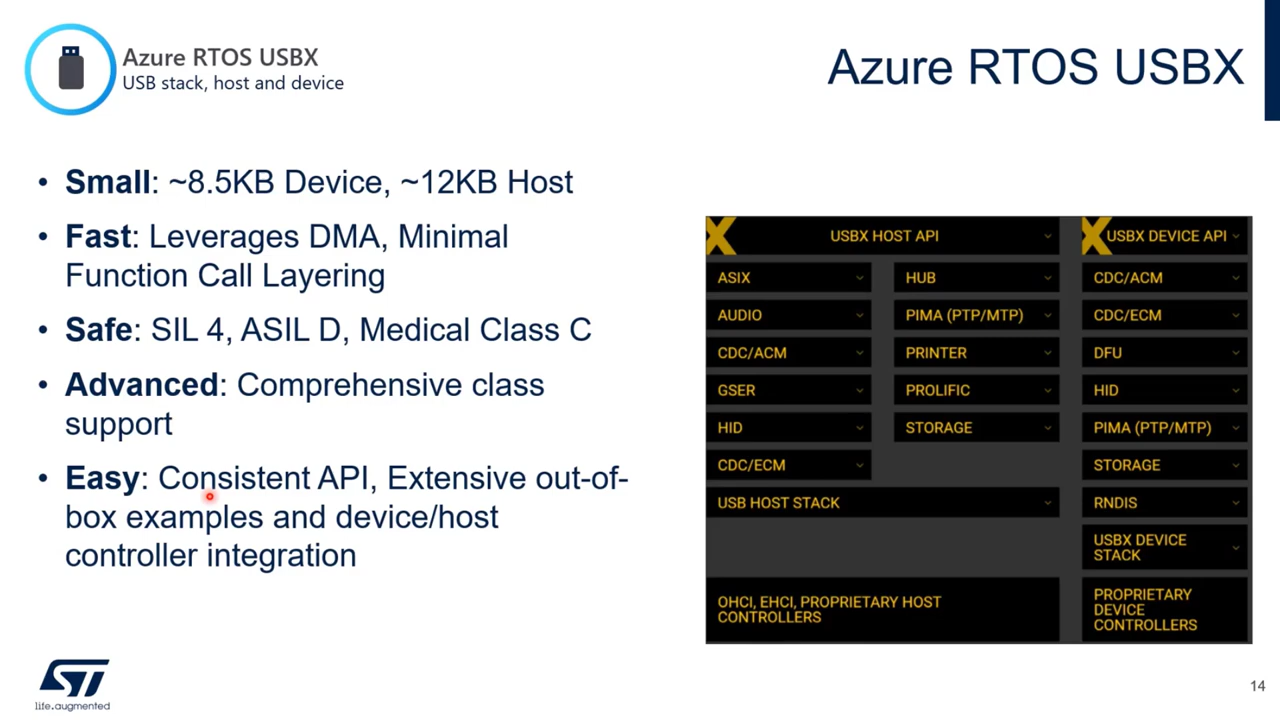 Azure RTOS USBX
USB stack, host and device
Azure RTOS USBX
• Small: ~8.5KB Device, ~12KB Host
• Fast: Leverages DMA, Minimal
Function Call Layering
• Safe: SIL 4, ASIL D, Medical Class C
• Advanced: Comprehensive class
support
• Easy: Consistent API, Extensive out-of-
box examples and device/host
controller integration
USBX HOST API
ASIX
HUB
AUDIO
PIMA (PTP/MTP)
CDC/ACM
PRINTER
GSER
PROLIFIC
HID
STORAGE
CDC/ECM
USB HOST STACK
OHCI, EHCI, PROPRIETARY HOST
CONTROLLERS
USBX DEVICE API
CDC/ACM
CDC/ECM
DFU
HID
PIMA (PTP/MTP)
STORAGE
RNDIS
USBX DEVICE
STACK
PROPRIETARY
DEVICE
CONTROLLERS
ST
life.augmented
14